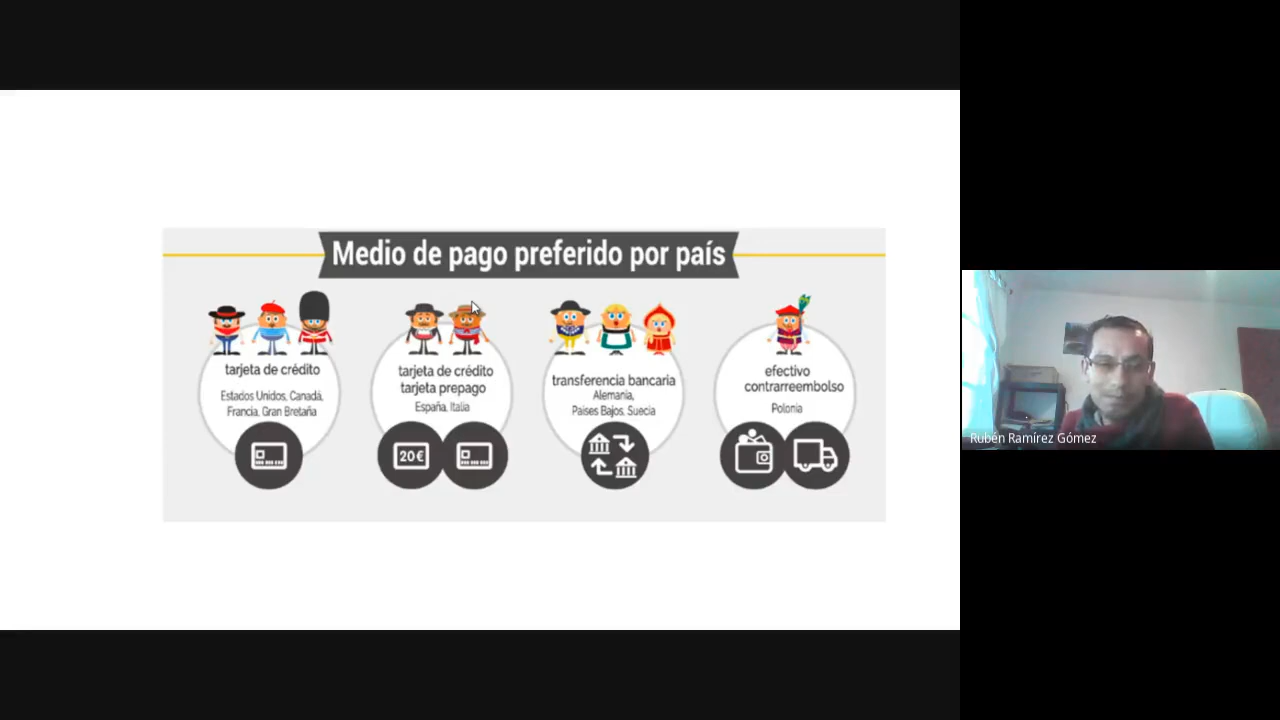 Medio de pago preferido por país
tarjeta de crédito
Estados Unidos, Canadá,
Francia, Gran Bretaña
tarjeta de crédito
tarjeta prepago
España, Italia
20€
transferencia bancaria
Alemania,
Países Bajos, Suecia
efectivo
contrarreembolso
Polonia
Rubén Ramírez Gómez